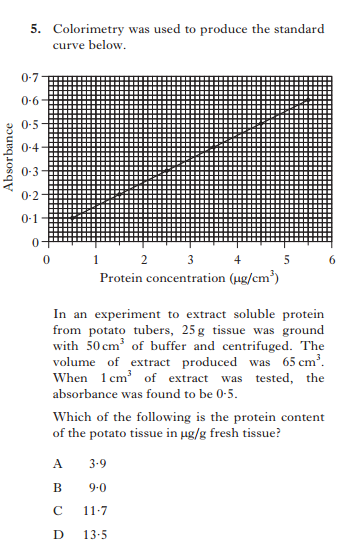 5. Colorimetry was used to produce the standard
curve below.
0·7
0·6
0·5
0·4
0·3
0·2
0·1
0
Absorbance
0 1 2 3 4 5 6
Protein concentration (μg/cm³)
In an experiment to extract soluble protein
from potato tubers, 25 g tissue was ground
with 50 cm³ of buffer and centrifuged. The
volume of extract produced was 65 cm³.
When 1 cm³ of extract was tested, the
absorbance was found to be 0·5.
Which of the following is the protein content
of the potato tissue in μg/g fresh tissue?
A 3·9
B 9·0
C 11·7
D 13·5